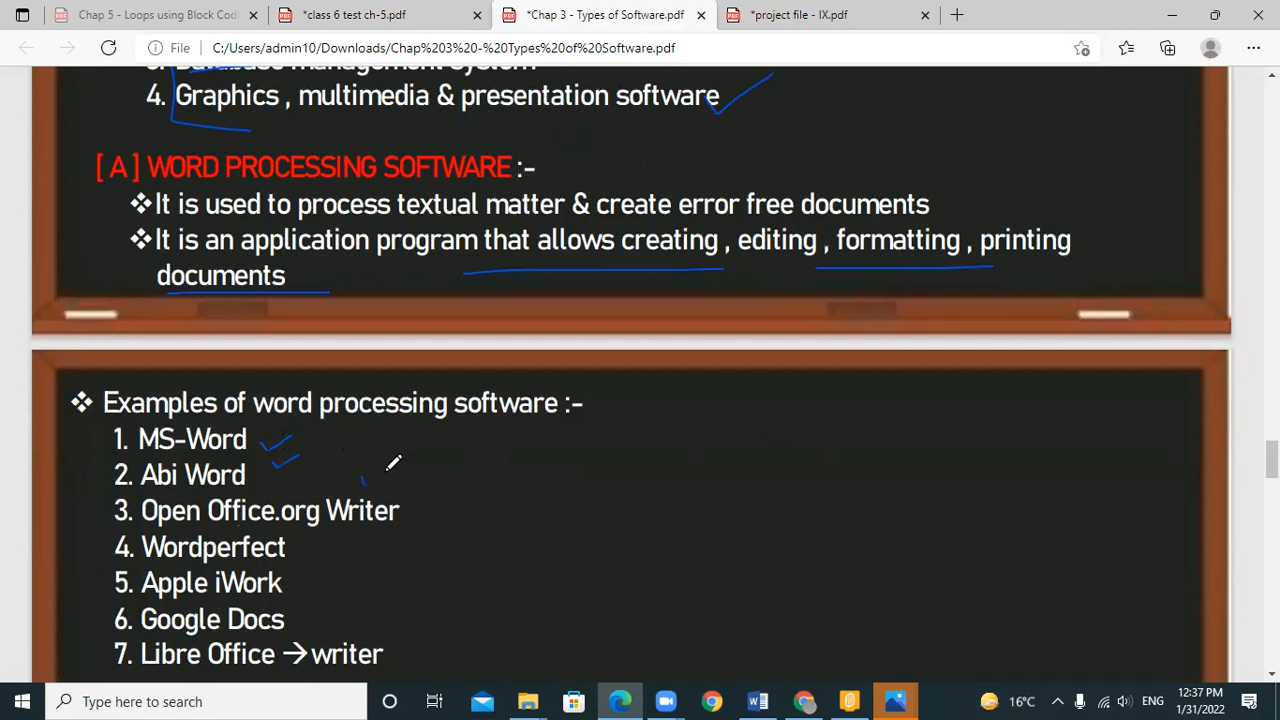 Chap 5 - Loops using Block Cod
*class 6 test ch-5.pdf
*Chap 3 - Types of Software.pdf
*project file - IX.pdf
File
C:/Users/admin10/Downloads/Chap%203%20-%20Types%20of%20Software.pdf
3. Database management System
4. Graphics , multimedia & presentation software
[ A ] WORD PROCESSING SOFTWARE :-
❖It is used to process textual matter & create error free documents
❖It is an application program that allows creating , editing , formatting , printing
documents
❖ Examples of word processing software :-
1. MS-Word
2. Abi Word
3. Open Office.org Writer
4. Wordperfect
5. Apple iWork
6. Google Docs
7. Libre Office →writer
Type here to search
16°C
ENG
12:37 PM
1/31/2022